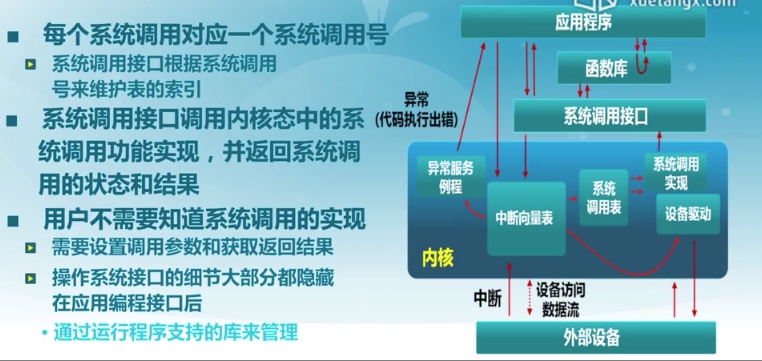 xuetangx.com
每个系统调用对应一个系统调用号
系统调用接口根据系统调用
号来维护表的索引
系统调用接口调用内核态中的系
统调用功能实现，并返回系统调
用的状态和结果
用户不需要知道系统调用的实现
需要设置调用参数和获取返回结果
操作系统接口的细节大部分都隐藏
在应用编程接口后
• 通过运行程序支持的库来管理
应用程序
函数库
异常
(代码执行出错)
系统调用接口
异常服务
例程
中断向量表
系统
调用表
系统调用
实现
设备驱动
内核
中断
设备访问
数据流
外部设备